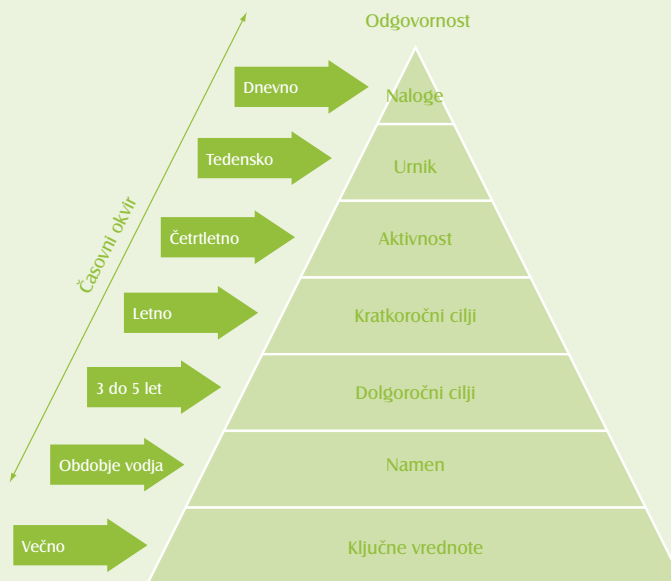 Odgovornost
Časovni okvir
Dnevno
Naloge
Tedensko
Urnik
Četrtletno
Aktivnost
Letno
Kratkoročni cilji
3 do 5 let
Dolgoročni cilji
Obdobje vodja
Namen
Večno
Ključne vrednote